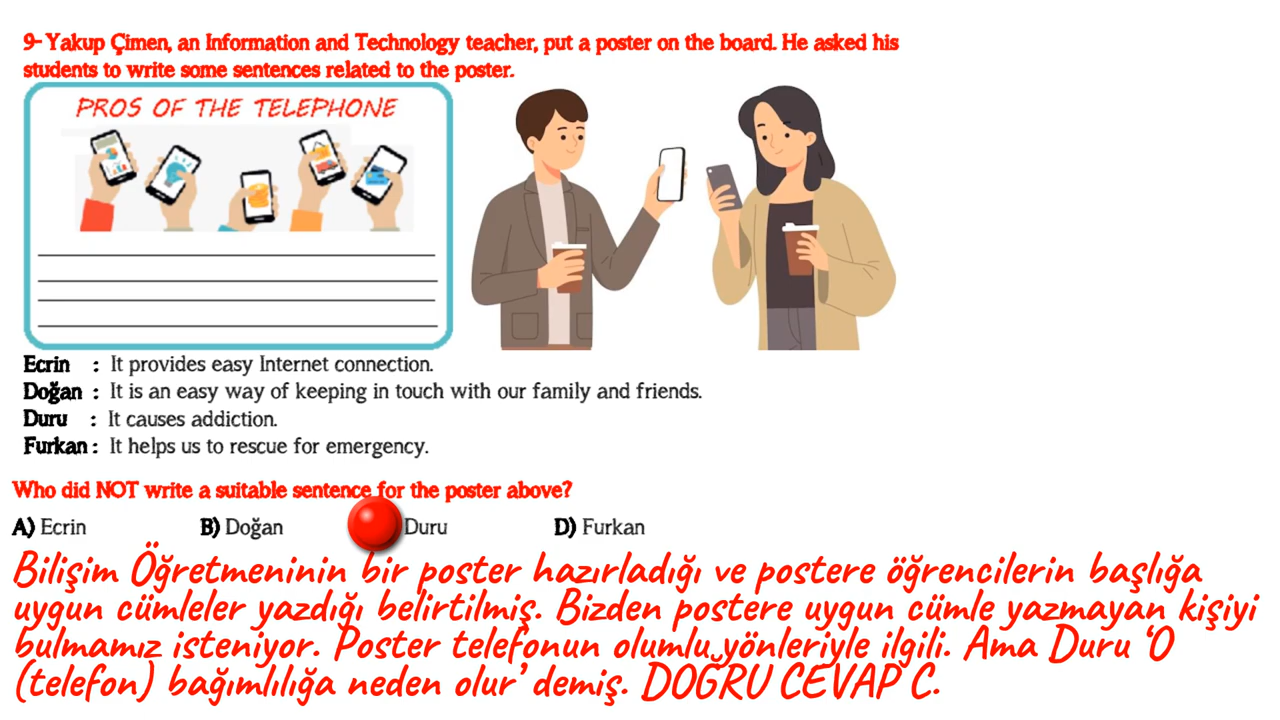 9- Yakup Çimen, an Information and Technology teacher, put a poster on the board. He asked his
students to write some sentences related to the poster.
PROS OF THE TELEPHONE
Ecrin : It provides easy Internet connection.
Doğan : It is an easy way of keeping in touch with our family and friends.
Duru : It causes addiction.
Furkan : It helps us to rescue for emergency.
Who did NOT write a suitable sentence for the poster above?
A) Ecrin B) Doğan Duru D) Furkan
Bilişim Öğretmeninin bir poster hazırladığı ve postere öğrencilerin başlığa
uygun cümleler yazdığı belirtilmiş. Bizden postere uygun cümle yazmayan kişiyi
bulmamız isteniyor. Poster telefonun olumlu yönleriyle ilgili. Ama Duru ‘O
(telefon) bağımlılığa neden olur’ demiş. DOĞRU CEVAP C.